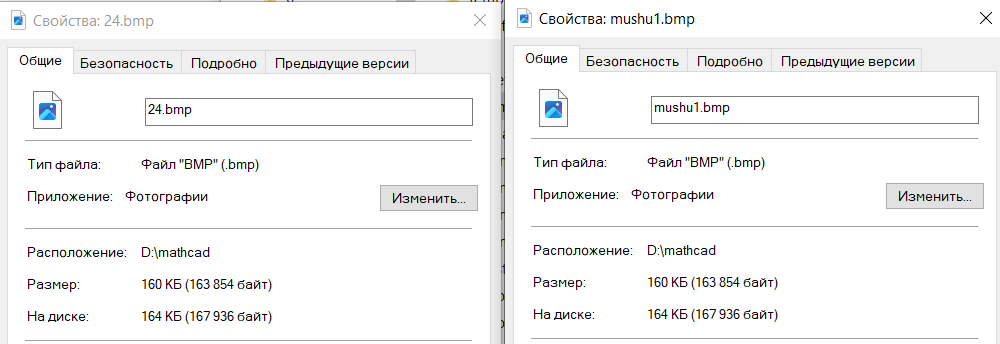 Свойства: 24.bmp
Общие Безопасность Подробно Предыдущие версии
24.bmp
Тип файла: Файл "BMP" (.bmp)
Приложение: Фотографии Изменить...
Расположение: D:\mathcad
Размер: 160 КБ (163 854 байт)
На диске: 164 КБ (167 936 байт)
Свойства: mushu1.bmp
Общие Безопасность Подробно Предыдущие версии
mushu1.bmp
Тип файла: Файл "BMP" (.bmp)
Приложение: Фотографии Изменить...
Расположение: D:\mathcad
Размер: 160 КБ (163 854 байт)
На диске: 164 КБ (167 936 байт)